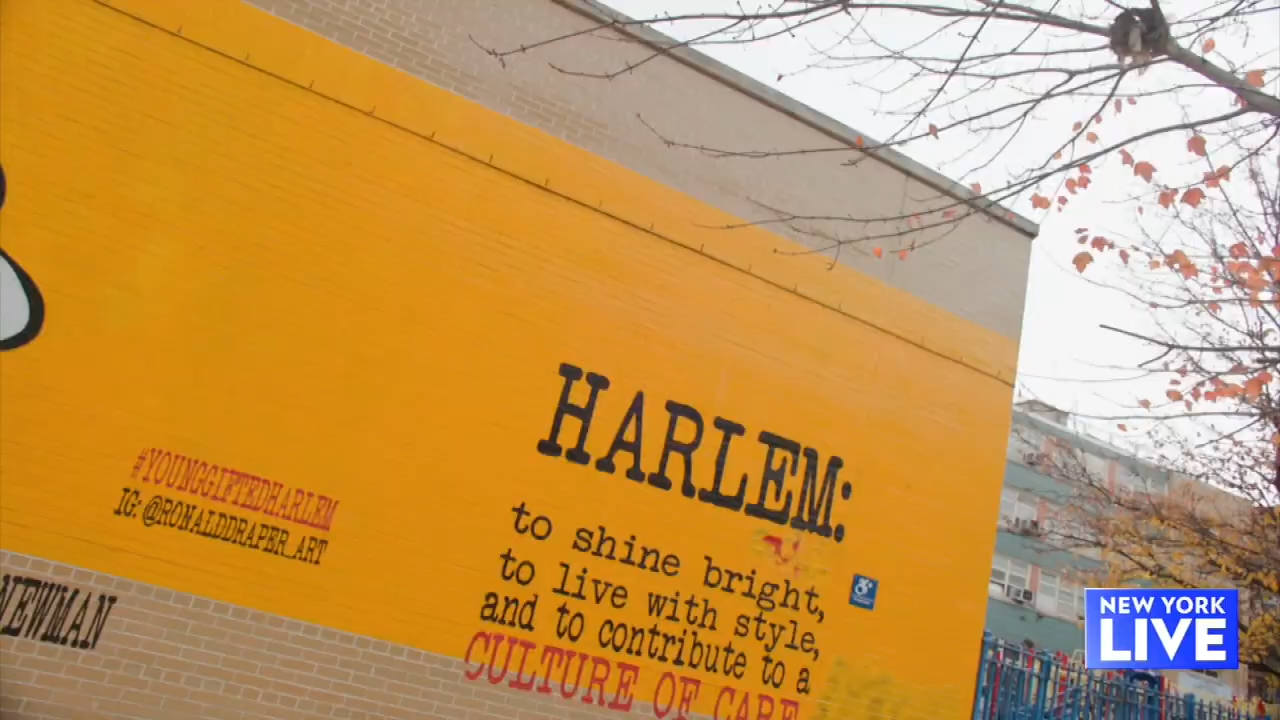 HARLEM:
to shine bright,
to live with style,
and to contribute to a
CULTURE OF CARE
#YOUNGGIFTEDHARLEM
IG: @RONALDDRAPER_ART
NEWMAN
NEW YORK
LIVE